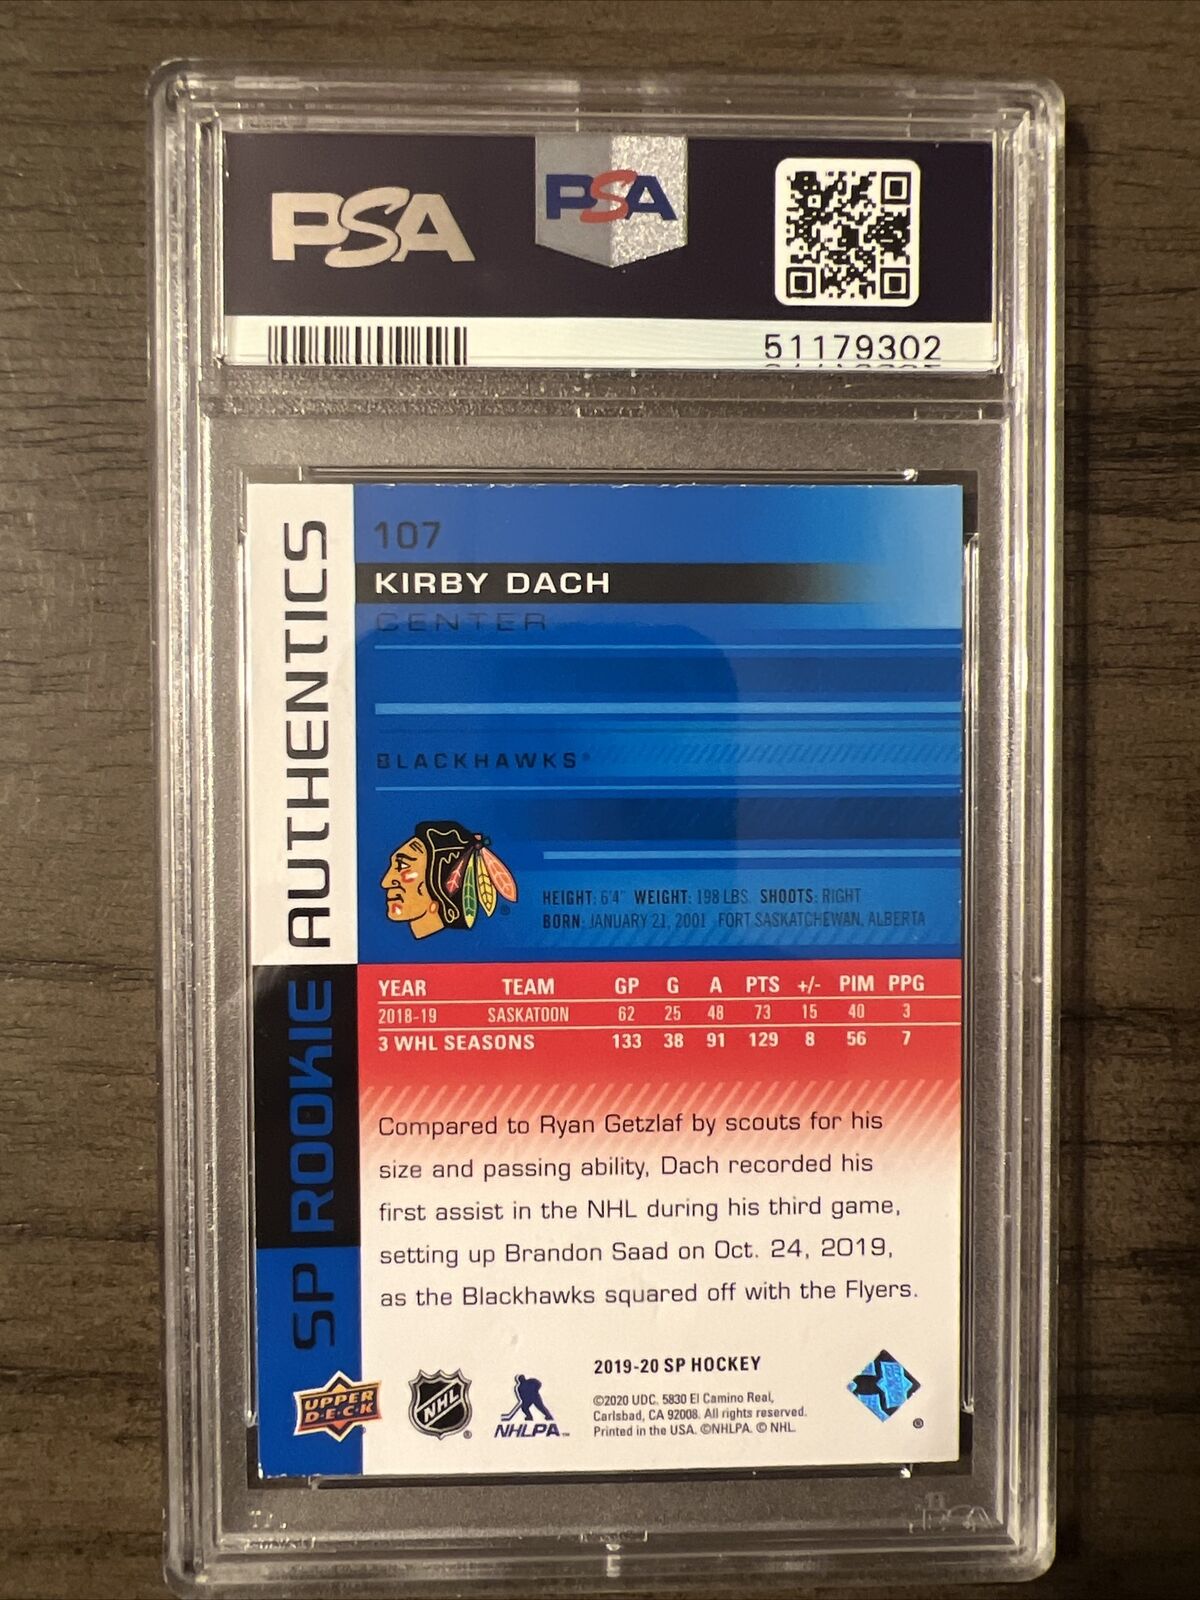 PSA
PSA
51179302
SP ROOKIE AUTHENTICS
107
KIRBY DACH
CENTER
BLACKHAWKS®
HEIGHT: 6'4" WEIGHT: 198 LBS. SHOOTS: RIGHT
BORN: JANUARY 21, 2001 FORT SASKATCHEWAN, ALBERTA
YEAR TEAM GP G A PTS +/- PIM PPG
2018-19 SASKATOON 62 25 48 73 15 40 3
3 WHL SEASONS 133 38 91 129 8 56 7
Compared to Ryan Getzlaf by scouts for his
size and passing ability, Dach recorded his
first assist in the NHL during his third game,
setting up Brandon Saad on Oct. 24, 2019,
as the Blackhawks squared off with the Flyers.
UPPER
D·E·C·K
NHL
NHLPA™
2019-20 SP HOCKEY
©2020 UDC. 5830 El Camino Real,
Carlsbad, CA 92008. All rights reserved.
Printed in the USA. ©NHLPA. © NHL.